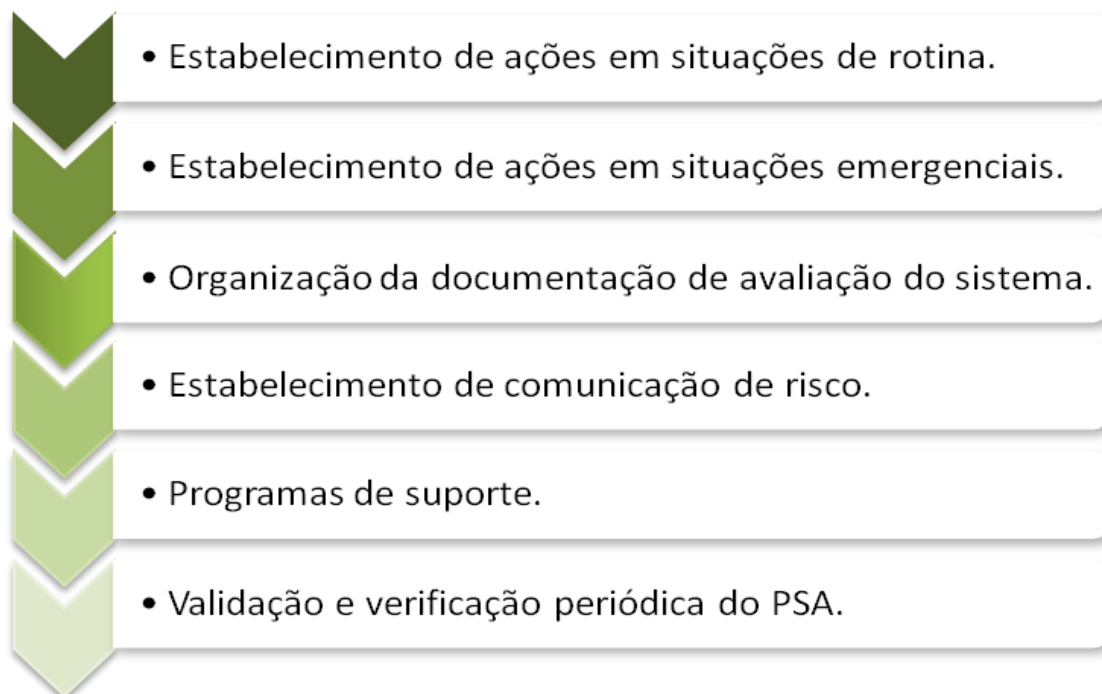 • Estabelecimento de ações em situações de rotina.
• Estabelecimento de ações em situações emergenciais.
• Organização da documentação de avaliação do sistema.
• Estabelecimento de comunicação de risco.
• Programas de suporte.
• Validação e verificação periódica do PSA.